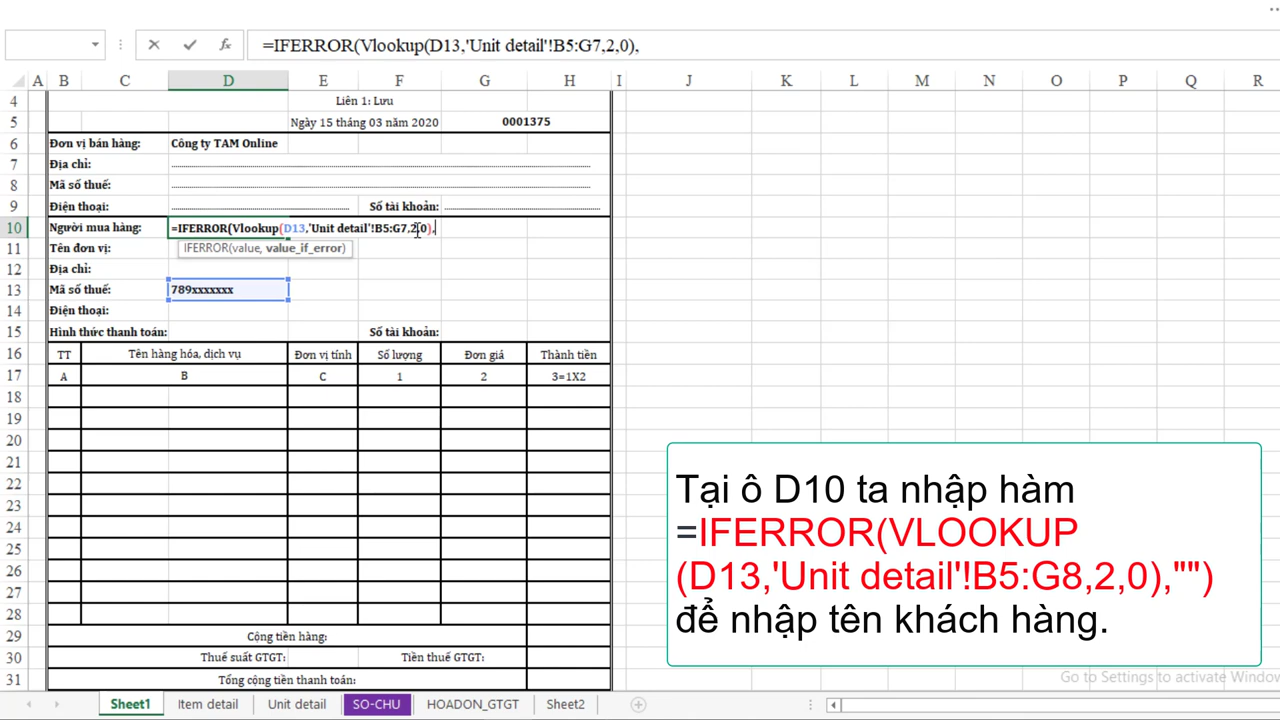 =IFERROR(Vlookup(D13,'Unit detail'!B5:G7,2,0),
A B C D E F G H I J K L M N O P Q R
4 Liên 1: Lưu
5 Ngày 15 tháng 03 năm 2020 0001375
6 Đơn vị bán hàng: Công ty TAM Online
7 Địa chỉ:
8 Mã số thuế:
9 Điện thoại: Số tài khoản:
10 Người mua hàng: =IFERROR(Vlookup(D13,'Unit detail'!B5:G7,2,0),
11 Tên đơn vị: IFERROR(value, value_if_error)
12 Địa chỉ:
13 Mã số thuế: 789xxxxxxx
14 Điện thoại:
15 Hình thức thanh toán: Số tài khoản:
16 TT Tên hàng hóa, dịch vụ Đơn vị tính Số lượng Đơn giá Thành tiền
17 A B C 1 2 3=1X2
18
19
20
21
22
23
24
25
26
27
28
29 Cộng tiền hàng:
30 Thuế suất GTGT: Tiền thuế GTGT:
31 Tổng cộng tiền thanh toán:
Tại ô D10 ta nhập hàm
=IFERROR(VLOOKUP
(D13,'Unit detail'!B5:G8,2,0),"")
để nhập tên khách hàng.
Go to Settings to activate Window
Sheet1 Item detail Unit detail SO-CHU HOADON_GTGT Sheet2